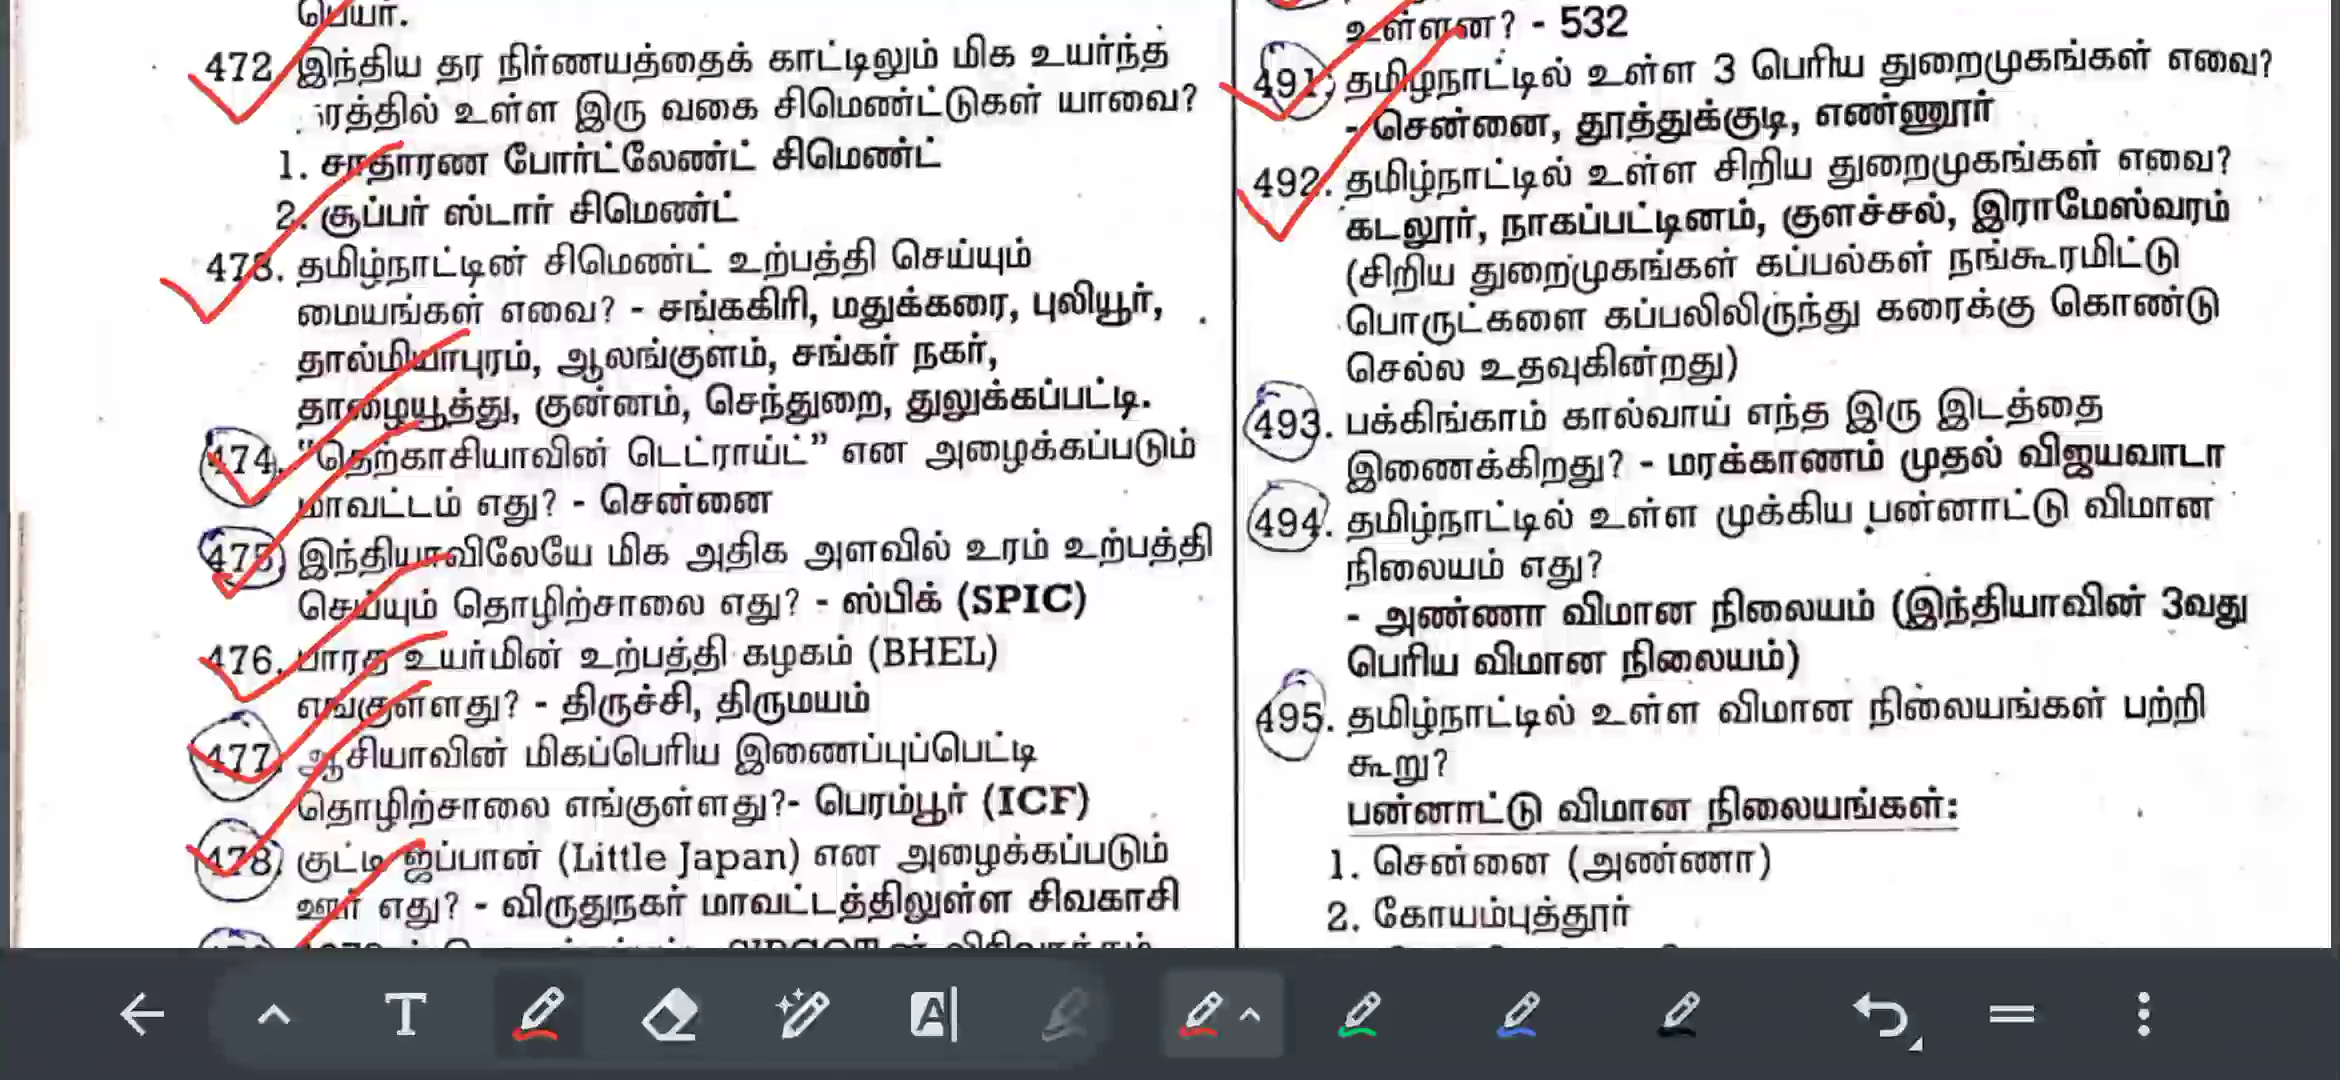 பெயர்.
472. இந்திய தர நிர்ணயத்தைக் காட்டிலும் மிக உயர்ந்த
ரத்தில் உள்ள இரு வகை சிமெண்ட்டுகள் யாவை?
1. சாதாரண போர்ட்லேண்ட் சிமெண்ட்
2. சூப்பர் ஸ்டார் சிமெண்ட்
473. தமிழ்நாட்டின் சிமெண்ட் உற்பத்தி செய்யும்
மையங்கள் எவை? - சங்ககிரி, மதுக்கரை, புலியூர்,
தால்மியாபுரம், ஆலங்குளம், சங்கர் நகர்,
தாழையூத்து, குன்னம், செந்துறை, துலுக்கப்பட்டி.
474. "தெற்காசியாவின் டெட்ராய்ட்" என அழைக்கப்படும்
மாவட்டம் எது? - சென்னை
475. இந்தியாவிலேயே மிக அதிக அளவில் உரம் உற்பத்தி
செய்யும் தொழிற்சாலை எது? - ஸ்பிக் (SPIC)
476. பாரத உயர்மின் உற்பத்தி கழகம் (BHEL)
எங்குள்ளது? - திருச்சி, திருமயம்
477. ஆசியாவின் மிகப்பெரிய இணைப்புப்பெட்டி
தொழிற்சாலை எங்குள்ளது?- பெரம்பூர் (ICF)
478. குட்டி ஜப்பான் (Little Japan) என அழைக்கப்படும்
ஊர் எது? - விருதுநகர் மாவட்டத்திலுள்ள சிவகாசி
உள்ளன? - 532
491. தமிழ்நாட்டில் உள்ள 3 பெரிய துறைமுகங்கள் எவை?
- சென்னை, தூத்துக்குடி, எண்ணூர்
492. தமிழ்நாட்டில் உள்ள சிறிய துறைமுகங்கள் எவை?
கடலூர், நாகப்பட்டினம், குளச்சல், இராமேஸ்வரம்
(சிறிய துறைமுகங்கள் கப்பல்கள் நங்கூரமிட்டு
பொருட்களை கப்பலிலிருந்து கரைக்கு கொண்டு
செல்ல உதவுகின்றது)
493. பக்கிங்காம் கால்வாய் எந்த இரு இடத்தை
இணைக்கிறது? - மரக்காணம் முதல் விஜயவாடா
494. தமிழ்நாட்டில் உள்ள முக்கிய பன்னாட்டு விமான
நிலையம் எது?
- அண்ணா விமான நிலையம் (இந்தியாவின் 3வது
பெரிய விமான நிலையம்)
495. தமிழ்நாட்டில் உள்ள விமான நிலையங்கள் பற்றி
கூறு?
பன்னாட்டு விமான நிலையங்கள்:
1. சென்னை (அண்ணா)
2. கோயம்புத்தூர்